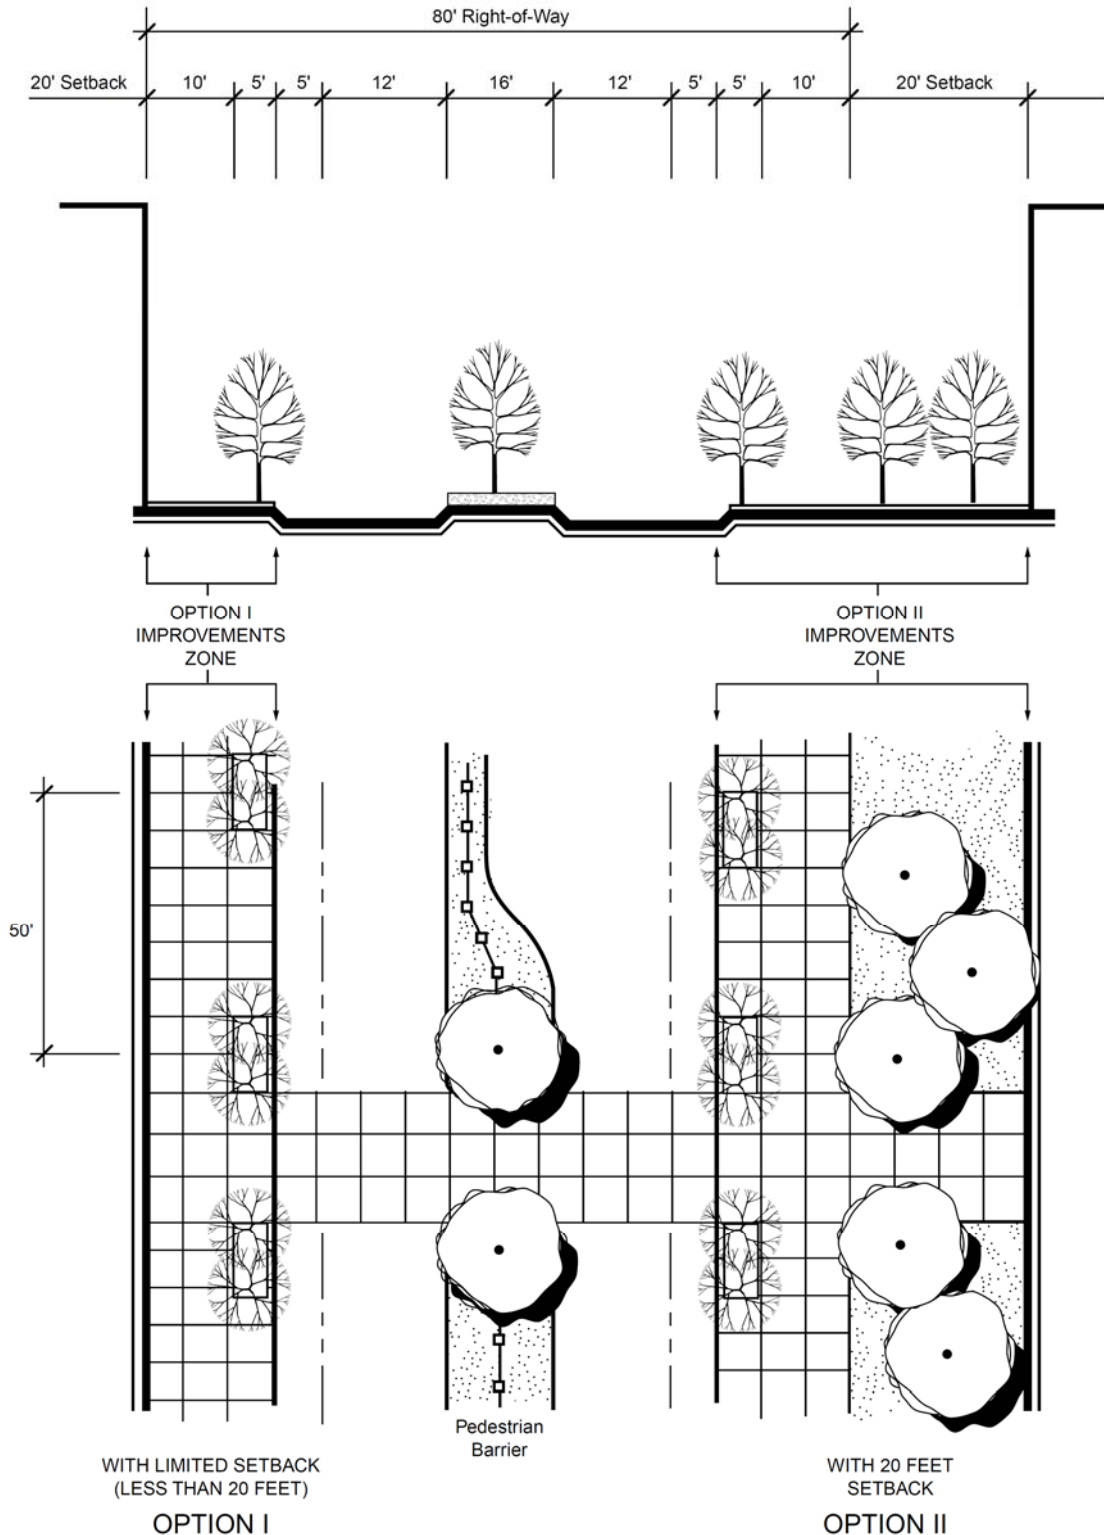 80' Right-of-Way
20' Setback 10' 5' 5' 12' 16' 12' 5' 5' 10' 20' Setback
OPTION I
IMPROVEMENTS
ZONE
OPTION II
IMPROVEMENTS
ZONE
50'
Pedestrian
Barrier
WITH LIMITED SETBACK
(LESS THAN 20 FEET)
OPTION I
WITH 20 FEET
SETBACK
OPTION II